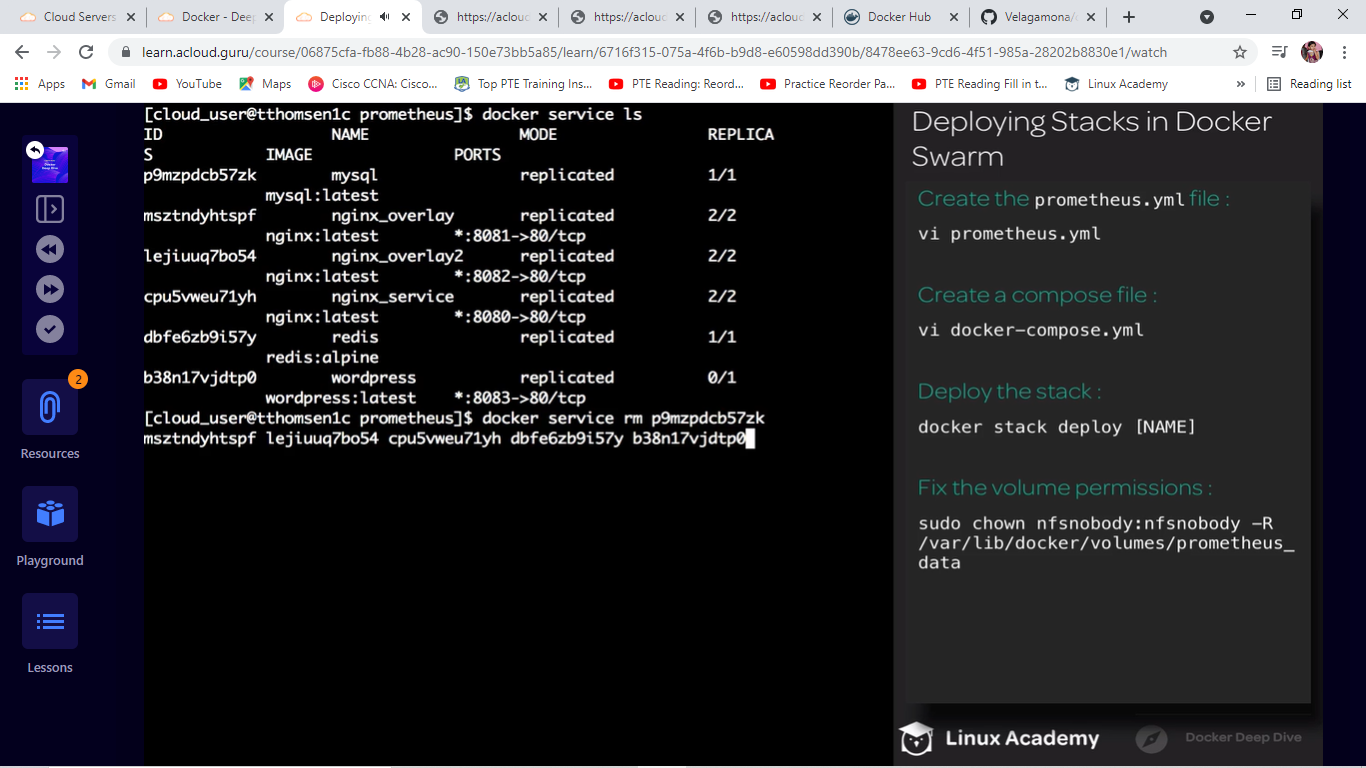 Cloud Servers
Docker - Deep
Deploying
https://acloud
https://acloud
https://acloud
Docker Hub
Velagamona/
learn.acloud.guru/course/06875cfa-fb88-4b28-ac90-150e73bb5a85/learn/6716f315-075a-4f6b-b9d8-e60598dd390b/8478ee63-9cd6-4f51-985a-28202b8830e1/watch
Apps
Gmail
YouTube
Maps
Cisco CCNA: Cisco...
Top PTE Training Ins...
PTE Reading: Reord...
Practice Reorder Pa...
PTE Reading Fill in t...
Linux Academy
»
Reading list
2
Resources
Playground
Lessons
[cloud_user@tthomsen1c prometheus]$ docker service ls
ID NAME MODE REPLICA
S IMAGE PORTS
p9mzpdcb57zk mysql replicated 1/1
mysql:latest
msztndyhtspf nginx_overlay replicated 2/2
nginx:latest *:8081->80/tcp
lejiuuq7bo54 nginx_overlay2 replicated 2/2
nginx:latest *:8082->80/tcp
cpu5vweu71yh nginx_service replicated 2/2
nginx:latest *:8080->80/tcp
dbfe6zb9i57y redis replicated 1/1
redis:alpine
b38n17vjdtp0 wordpress replicated 0/1
wordpress:latest *:8083->80/tcp
[cloud_user@tthomsen1c prometheus]$ docker service rm p9mzpdcb57zk
msztndyhtspf lejiuuq7bo54 cpu5vweu71yh dbfe6zb9i57y b38n17vjdtp0
Deploying Stacks in Docker
Swarm
Create the prometheus.yml file :
vi prometheus.yml
Create a compose file :
vi docker-compose.yml
Deploy the stack :
docker stack deploy [NAME]
Fix the volume permissions :
sudo chown nfsnobody:nfsnobody -R
/var/lib/docker/volumes/prometheus_
data
Linux Academy
Docker Deep Dive